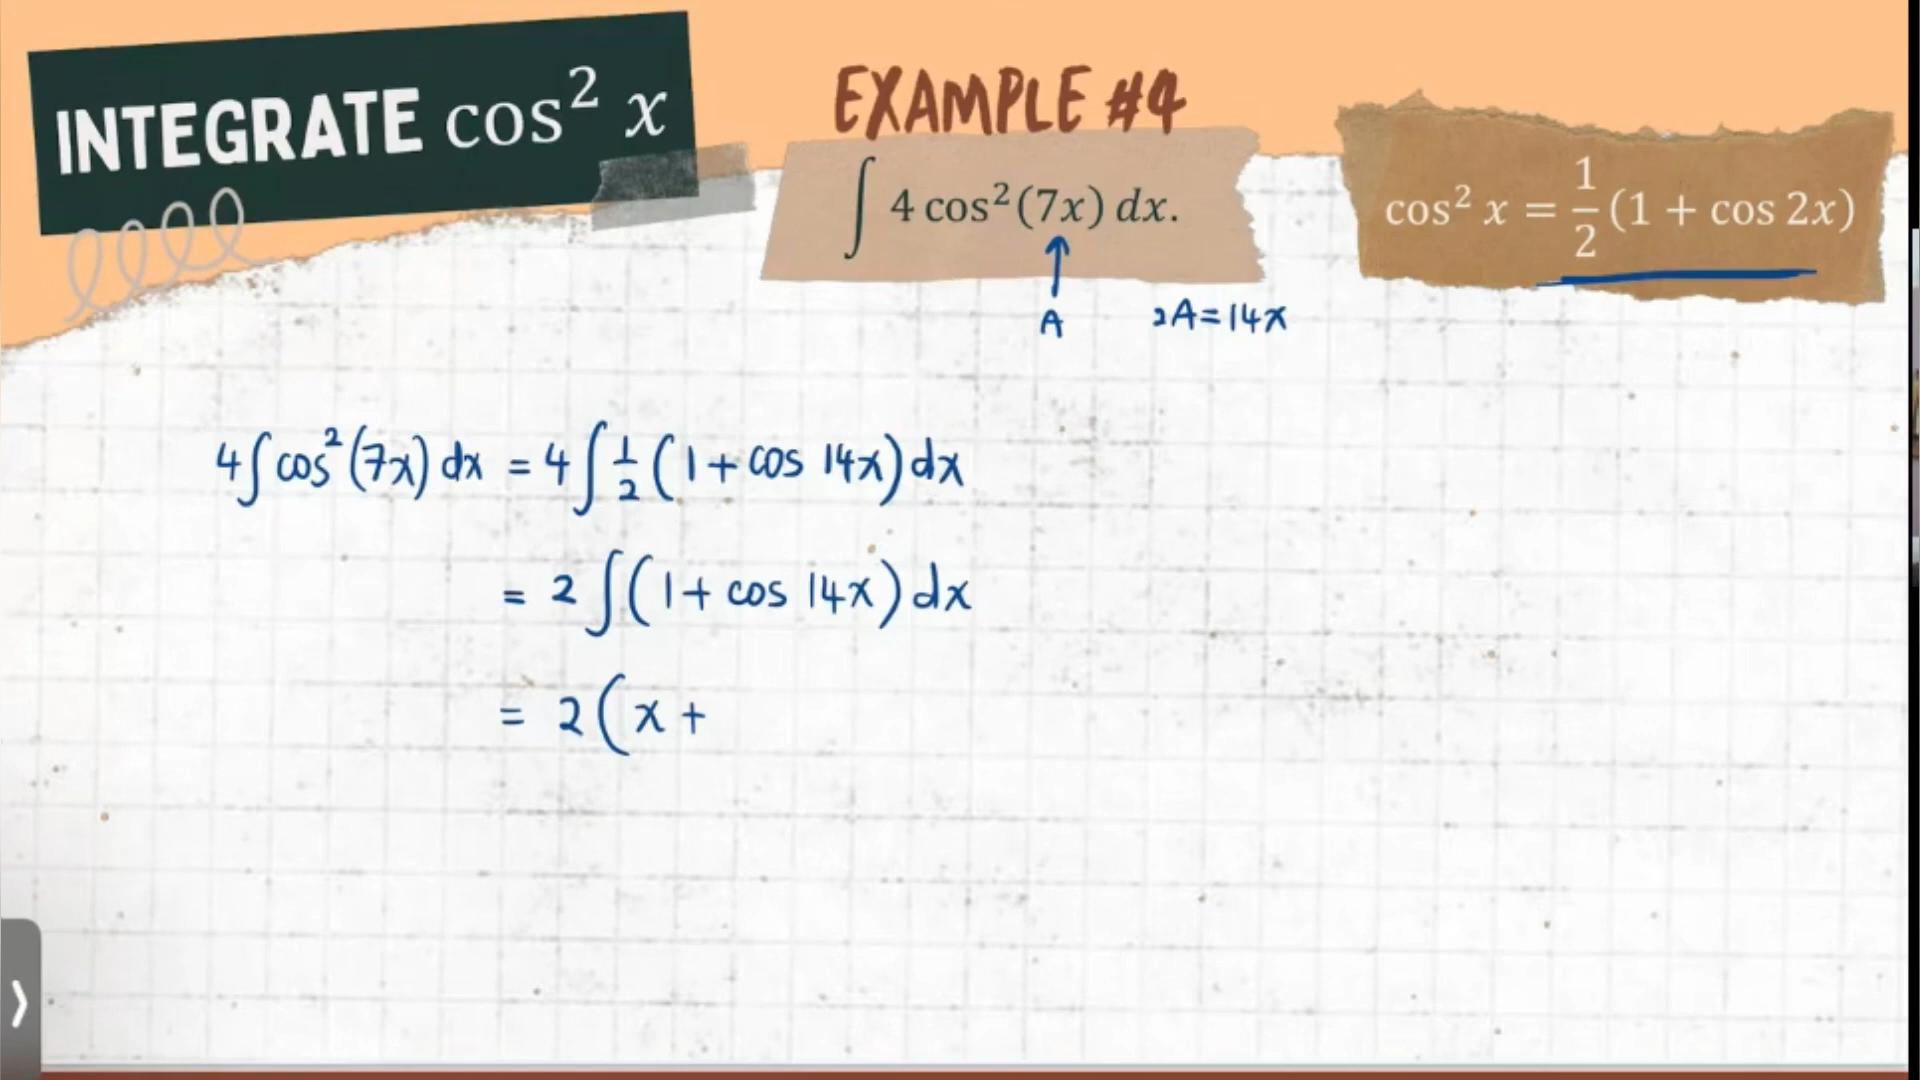 INTEGRATE cos² x
EXAMPLE #4
∫ 4 cos²(7x) dx.
cos² x = 1/2 (1 + cos 2x)
A
2A = 14x
4∫cos²(7x) dx = 4∫ 1/2 (1 + cos 14x) dx
= 2 ∫(1 + cos 14x) dx
= 2 (x +